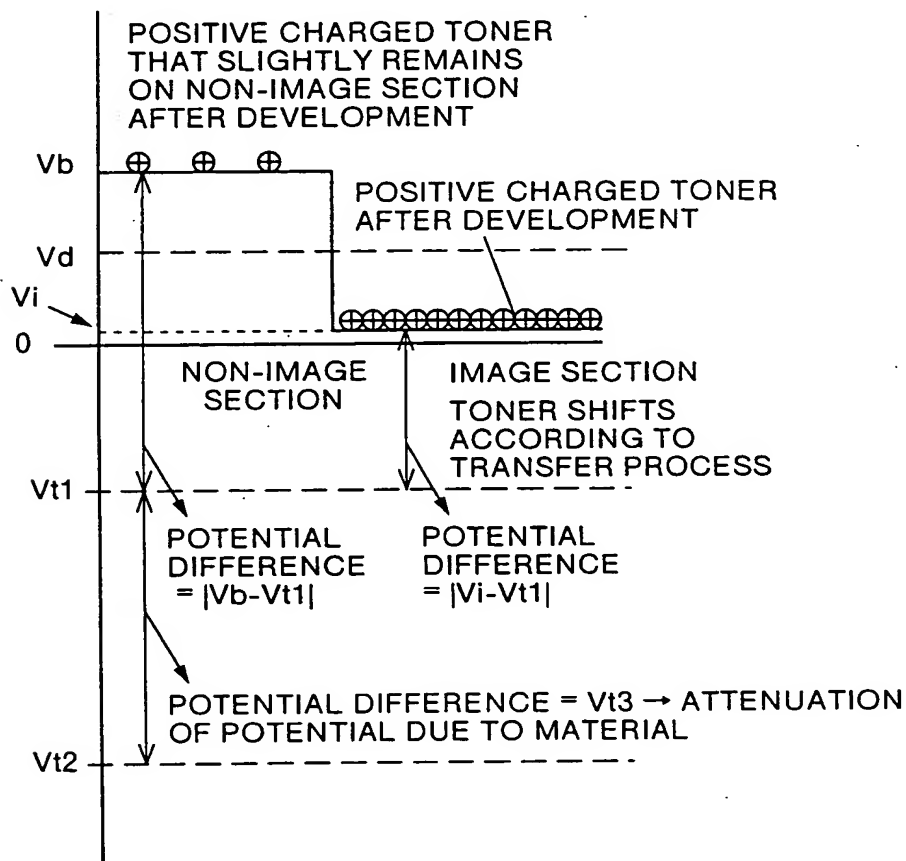 POSITIVE CHARGED TONER
THAT SLIGHTLY REMAINS
ON NON-IMAGE SECTION
AFTER DEVELOPMENT
Vb
POSITIVE CHARGED TONER
AFTER DEVELOPMENT
Vd
Vi
0
NON-IMAGE
SECTION
IMAGE SECTION
TONER SHIFTS
ACCORDING TO
TRANSFER PROCESS
Vt1
POTENTIAL
DIFFERENCE
= |Vb-Vt1|
POTENTIAL
DIFFERENCE
= |Vi-Vt1|
POTENTIAL DIFFERENCE = Vt3 → ATTENUATION
OF POTENTIAL DUE TO MATERIAL
Vt2